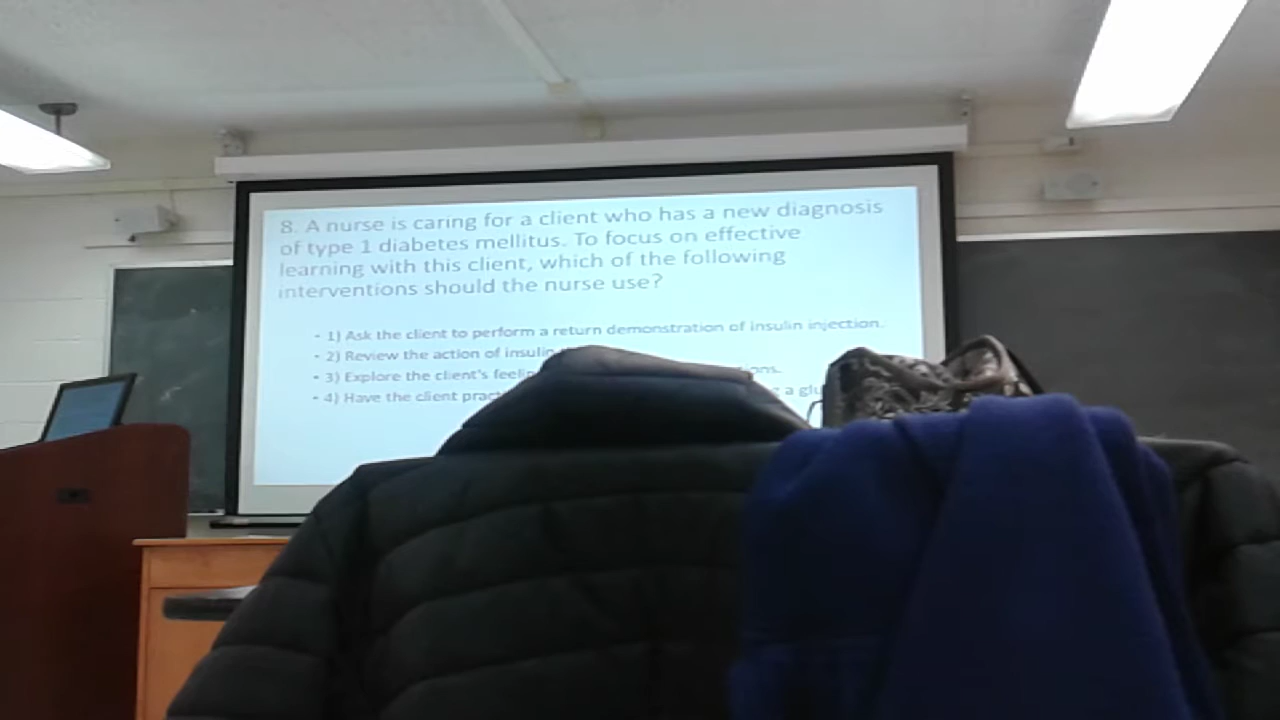 8. A nurse is caring for a client who has a new diagnosis
of type 1 diabetes mellitus. To focus on effective
learning with this client, which of the following
interventions should the nurse use?
• 1) Ask the client to perform a return demonstration of insulin injection.
• 2) Review the action of insulin
• 3) Explore the client's
• 4) Have the client a